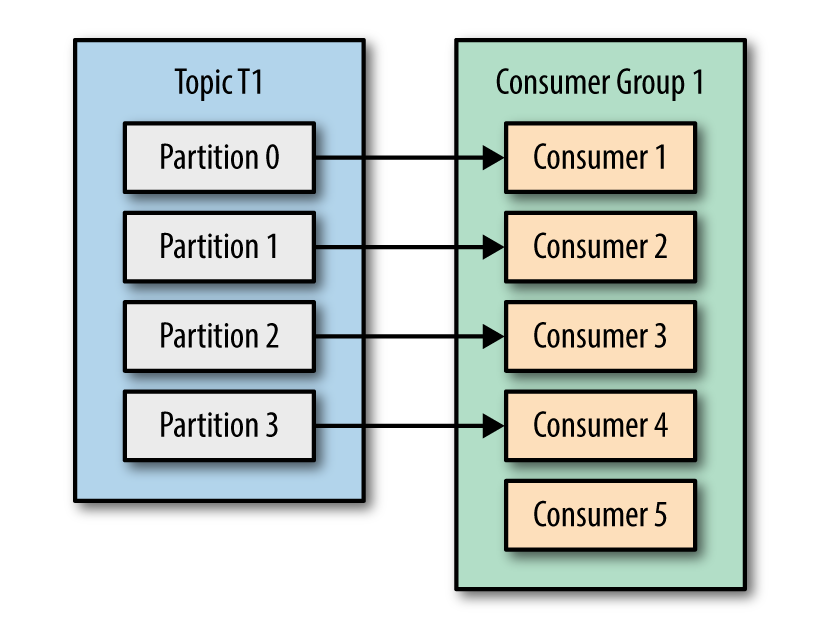 Topic T1
Partition 0
Partition 1
Partition 2
Partition 3
Consumer Group 1
Consumer 1
Consumer 2
Consumer 3
Consumer 4
Consumer 5